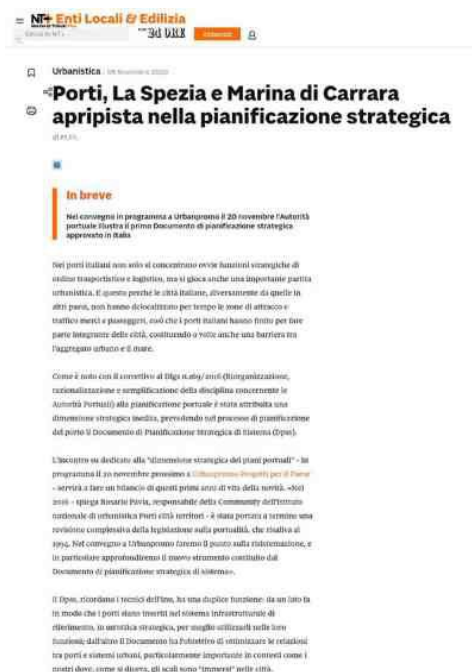 NT+ Enti Locali & Edilizia
24 ORE
Urbanistica
Porti, La Spezia e Marina di Carrara
apripista nella pianificazione strategica
In breve
Nel convegno in programma a Urbanpromo il 20 novembre l'Autorità
portuale illustra il primo Documento di pianificazione strategica
approvato in Italia
Nei porti italiani non solo si concentrano ovvie funzioni strategiche di
ordine trasportistico e logistico, ma si gioca anche una importante partita
urbanistica. E questo perché le città italiane, diversamente da quelle in
altri paesi, non hanno delocalizzato per tempo le zone di attracco e
traffico merci e passeggeri, così che i porti italiani hanno finito per fare
parte integrante delle città, costituendo a volte anche una barriera tra
l'aggregato urbano e il mare.
Come è noto con il correttivo al Dlgs n.169/2016 (Riorganizzazione,
razionalizzazione e semplificazione della disciplina concernente le
Autorità Portuali) alla pianificazione portuale è stata attribuita una
dimensione strategica inedita, prevedendo nel processo di pianificazione
del porto il Documento di Pianificazione Strategica di Sistema (Dpss).
L'incontro su dedicato alla "dimensione strategica dei piani portuali" - in
programma il 20 novembre prossimo a Urbanpromo Progetti per il Paese
- servirà a fare un bilancio di questi primi anni di vita della novità. «Nel
2016 - spiega Rosario Pavia, responsabile della Community dell'Istituto
nazionale di urbanistica Porti città territori - è stata portata a termine una
revisione complessiva della legislazione sulla portualità, che risaliva al
1994. Nel convegno a Urbanpromo faremo il punto sulla risistemazione, e
in particolare approfondiremo il nuovo strumento costituito dal
Documento di pianificazione strategica di sistema».
Il Dpss, ricordano i tecnici dell'Inu, ha una duplice funzione: da un lato fa
in modo che i porti siano inseriti nel sistema infrastrutturale di
riferimento, in un'ottica strategica, per meglio utilizzarli nelle loro
funzioni; dall'altro il Documento ha l'obiettivo di ottimizzare le relazioni
tra porti e sistemi urbani, particolarmente importante in contesti come i
nostri dove, come si diceva, gli scali sono "immersi" nelle città.